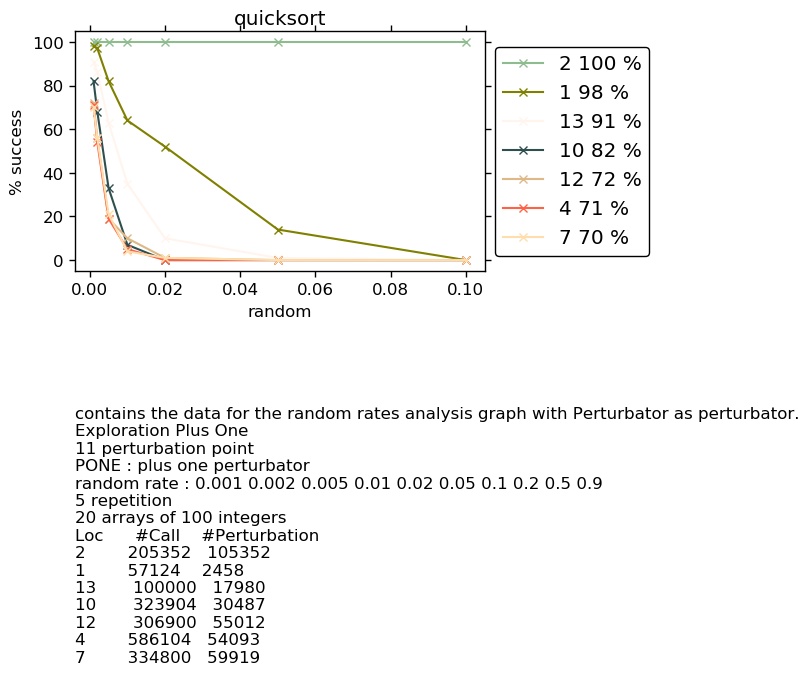 quicksort
100
80
60
40
20
0
% success
0.00 0.02 0.04 0.06 0.08 0.10
random
2 100 %
1 98 %
13 91 %
10 82 %
12 72 %
4 71 %
7 70 %
contains the data for the random rates analysis graph with Perturbator as perturbator.
Exploration Plus One
11 perturbation point
PONE : plus one perturbator
random rate : 0.001 0.002 0.005 0.01 0.02 0.05 0.1 0.2 0.5 0.9
5 repetition
20 arrays of 100 integers
Loc #Call #Perturbation
2 205352 105352
1 57124 2458
13 100000 17980
10 323904 30487
12 306900 55012
4 586104 54093
7 334800 59919